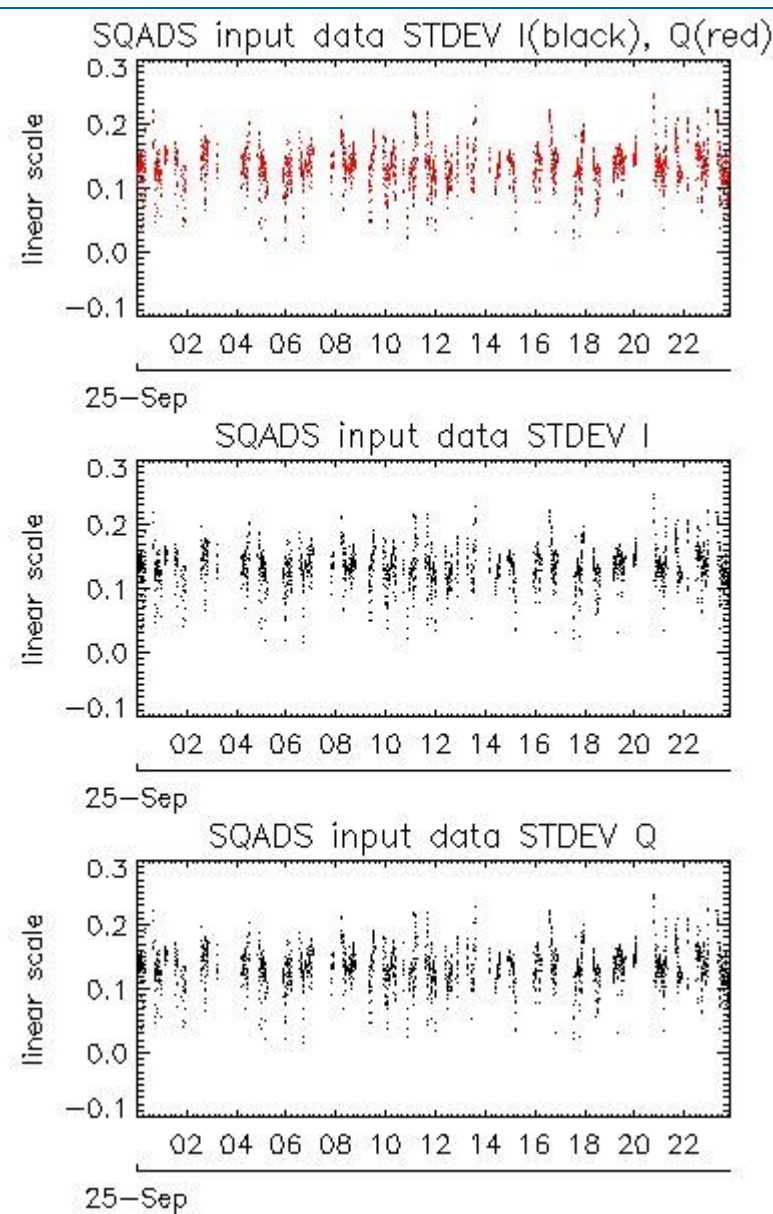 SQADS input data STDEV I(black), Q(red)
0.3
0.2
0.1
0.0
−0.1
linear scale
02 04 06 08 10 12 14 16 18 20 22
25−Sep
SQADS input data STDEV I
0.3
0.2
0.1
0.0
−0.1
linear scale
02 04 06 08 10 12 14 16 18 20 22
25−Sep
SQADS input data STDEV Q
0.3
0.2
0.1
0.0
−0.1
linear scale
02 04 06 08 10 12 14 16 18 20 22
25−Sep